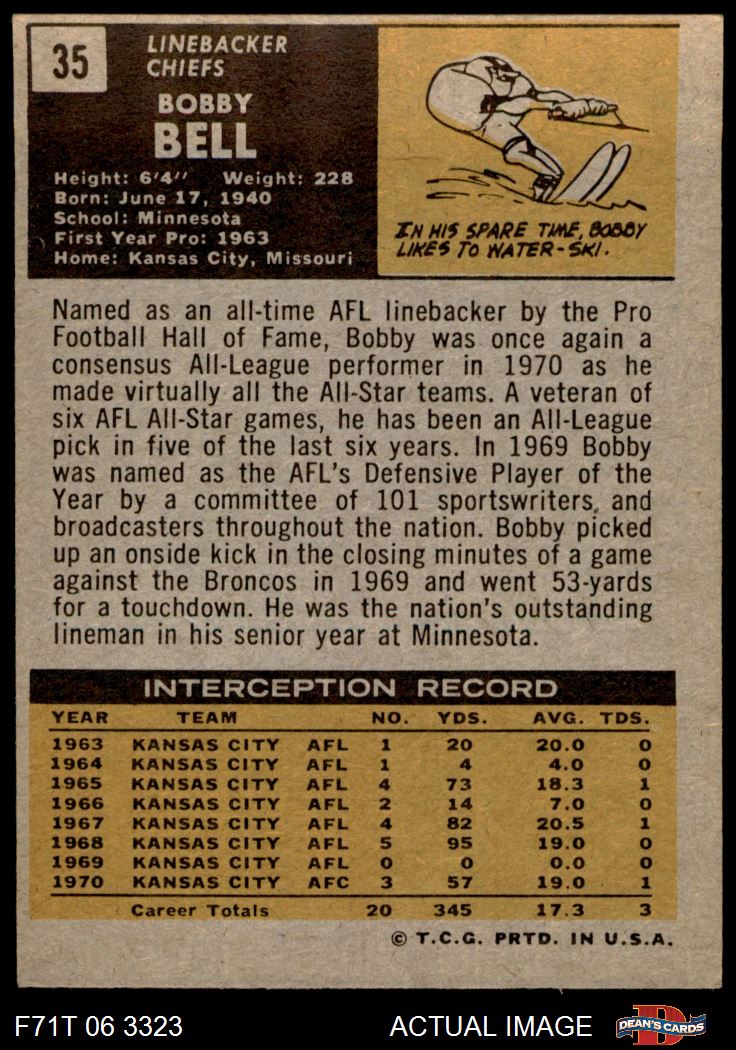 35
LINEBACKER
CHIEFS
BOBBY
BELL
Height: 6'4" Weight: 228
Born: June 17, 1940
School: Minnesota
First Year Pro: 1963
Home: Kansas City, Missouri
IN HIS SPARE TIME, BOBBY
LIKES TO WATER-SKI.
Named as an all-time AFL linebacker by the Pro
Football Hall of Fame, Bobby was once again a
consensus All-League performer in 1970 as he
made virtually all the All-Star teams. A veteran of
six AFL All-Star games, he has been an All-League
pick in five of the last six years. In 1969 Bobby
was named as the AFL's Defensive Player of the
Year by a committee of 101 sportswriters, and
broadcasters throughout the nation. Bobby picked
up an onside kick in the closing minutes of a game
against the Broncos in 1969 and went 53-yards
for a touchdown. He was the nation's outstanding
lineman in his senior year at Minnesota.
INTERCEPTION RECORD
YEAR TEAM NO. YDS. AVG. TDS.
1963 KANSAS CITY AFL 1 20 20.0 0
1964 KANSAS CITY AFL 1 4 4.0 0
1965 KANSAS CITY AFL 4 73 18.3 1
1966 KANSAS CITY AFL 2 14 7.0 0
1967 KANSAS CITY AFL 4 82 20.5 1
1968 KANSAS CITY AFL 5 95 19.0 0
1969 KANSAS CITY AFL 0 0 0.0 0
1970 KANSAS CITY AFC 3 57 19.0 1
Career Totals 20 345 17.3 3
© T.C.G. PRTD. IN U.S.A.
F71T 06 3323 ACTUAL IMAGE D DEAN'S CARDS